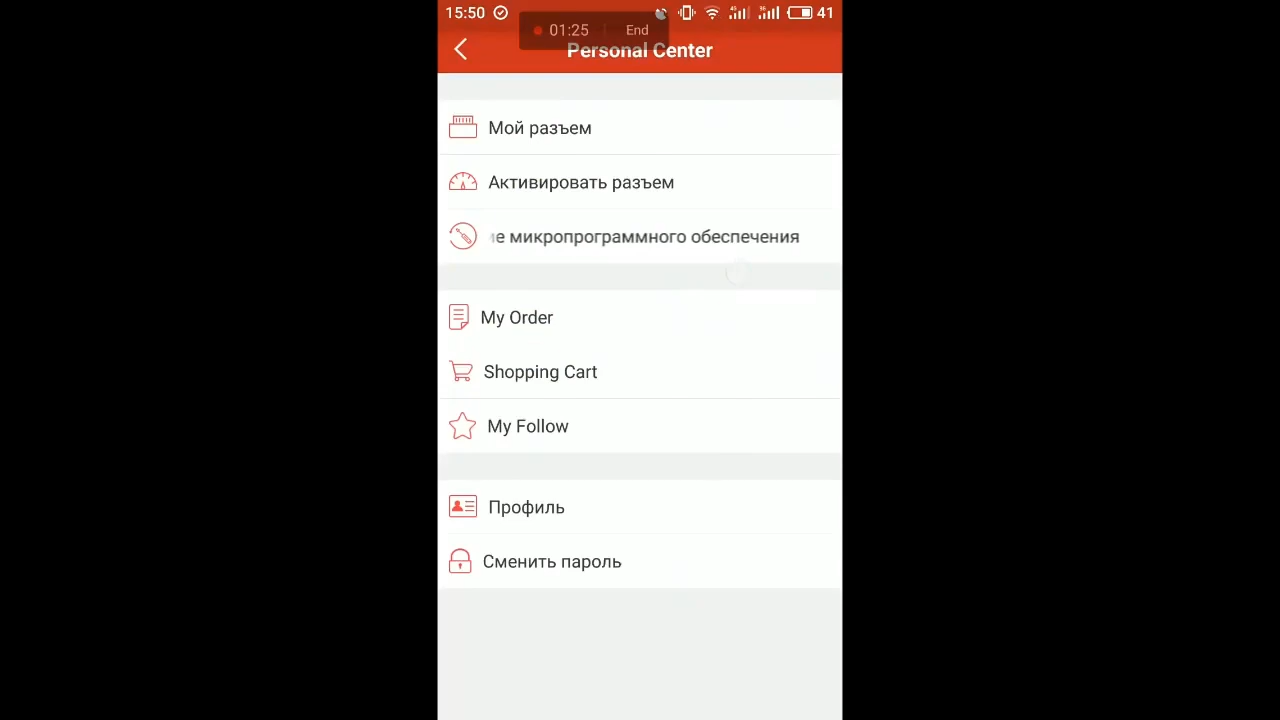 15:50
41
01:25
End
Personal Center
Мой разъем
Активировать разъем
микропрограммного обеспечения
My Order
Shopping Cart
My Follow
Профиль
Сменить пароль